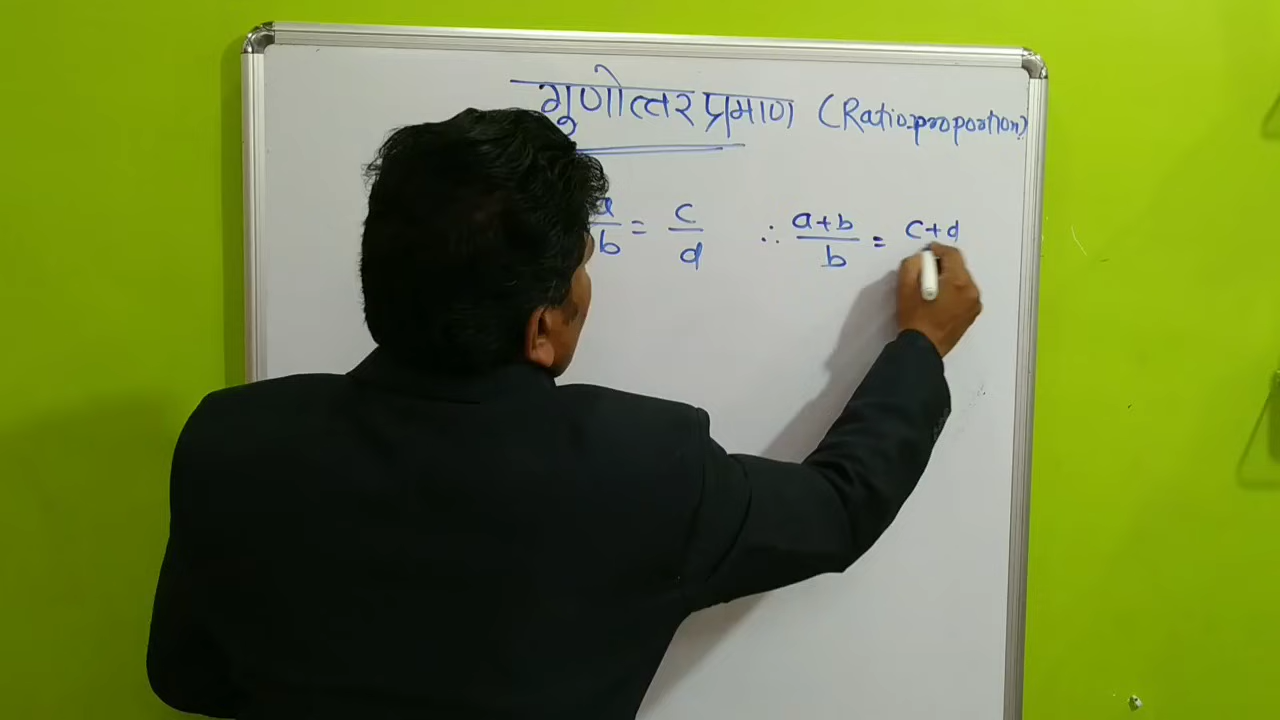 गुणोत्तर प्रमाण (Ratio proportion)
a/b = c/d ∴ a+b/b = c+d